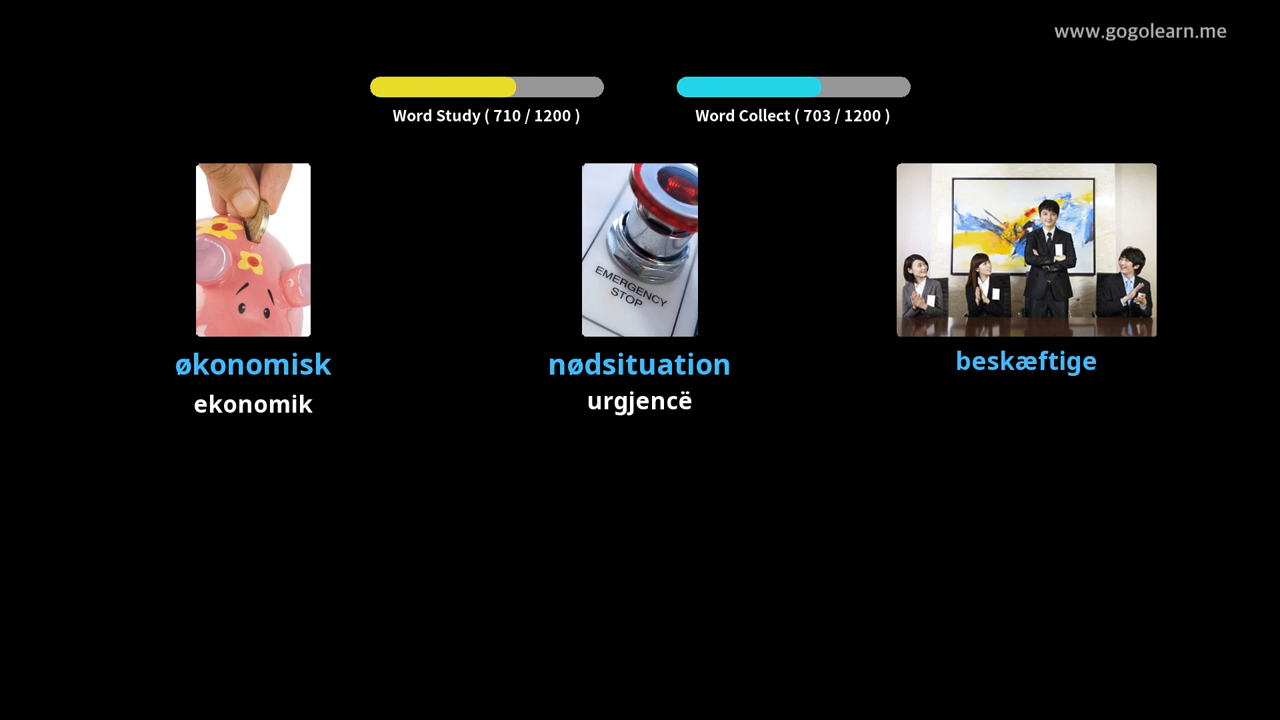 www.gogolearn.me
Word Study ( 710 / 1200 )
Word Collect ( 703 / 1200 )
EMERGENCY
STOP
økonomisk
nødsituation
beskæftige
ekonomik
urgjencë